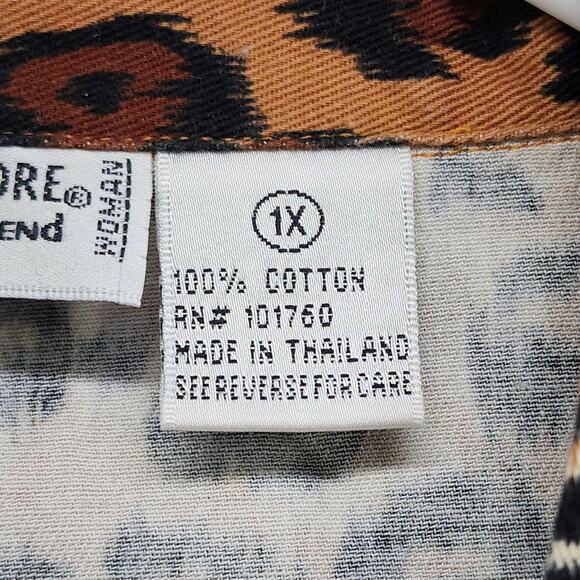 ORE®
END
WOMAN
1X
100% COTTON
RN# 101760
MADE IN THAILAND
SEE REVERSE FOR CARE